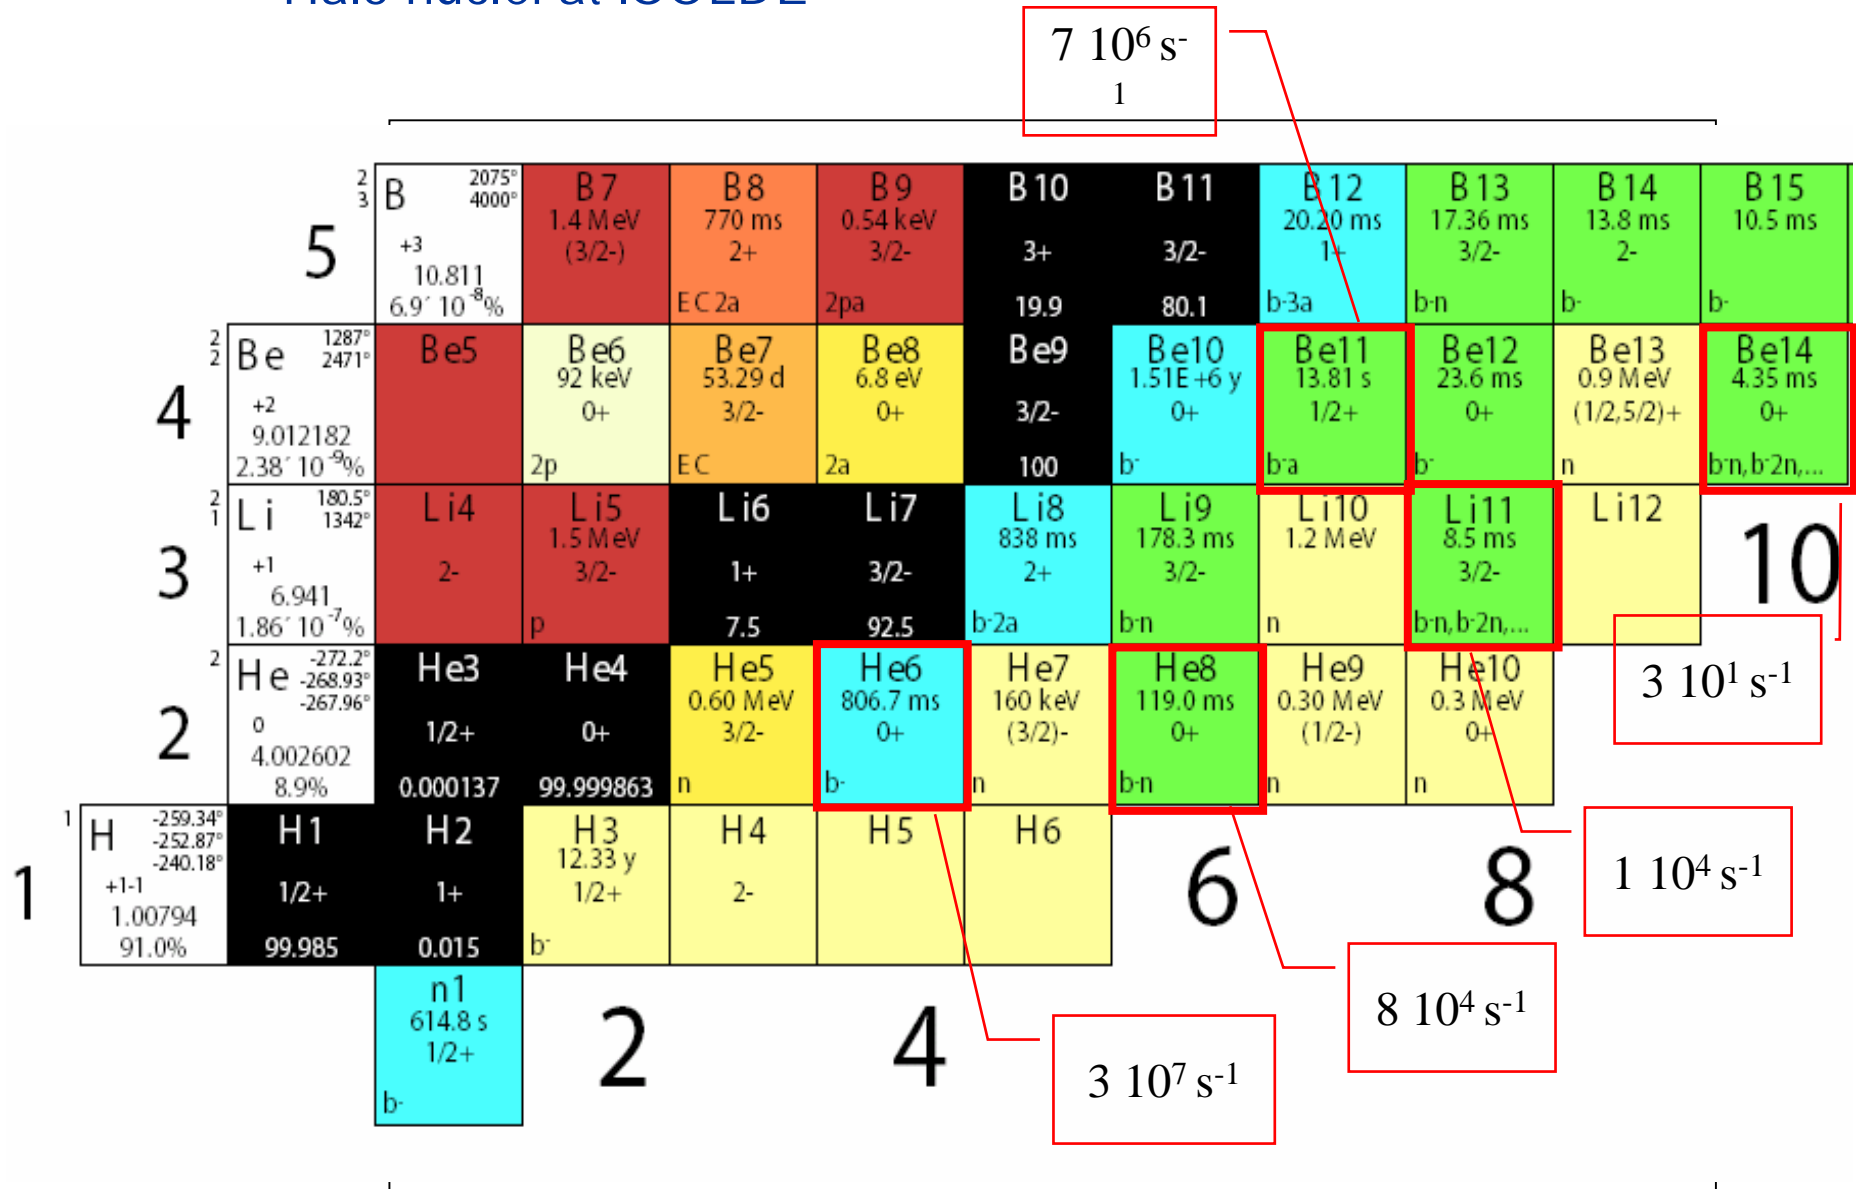 Halo nuclei at ISOLDE
7 10⁶ s-
1
2
3
B
2075°
4000°
+3
10.811
6.9´10⁻⁸%
5
B7
1.4 MeV
(3/2-)
B8
770 ms
2+
EC2a
B9
0.54 keV
3/2-
2pa
B10
3+
19.9
B11
3/2-
80.1
B12
20.20 ms
1+
b-3a
B13
17.36 ms
3/2-
b-n
B14
13.8 ms
2-
b-
B15
10.5 ms
b-
2
2
Be
1287°
2471°
+2
9.012182
2.38´10⁻⁹%
4
Be5
Be6
92 keV
0+
2p
Be7
53.29 d
3/2-
EC
Be8
6.8 eV
0+
2a
Be9
3/2-
100
Be10
1.51E+6 y
0+
b-
Be11
13.81 s
1/2+
b-a
Be12
23.6 ms
0+
b-
Be13
0.9 MeV
(1/2,5/2)+
n
Be14
4.35 ms
0+
b-n,b-2n,...
2
1
Li
180.5°
1342°
+1
6.941
1.86´10⁻⁷%
3
Li4
2-
Li5
1.5 MeV
3/2-
p
Li6
1+
7.5
Li7
3/2-
92.5
Li8
838 ms
2+
b-2a
Li9
178.3 ms
3/2-
b-n
Li10
1.2 MeV
n
Li11
8.5 ms
3/2-
b-n,b-2n,...
Li12
10
3 10¹ s⁻¹
2
He
-272.2°
-268.93°
-267.96°
0
4.002602
8.9%
2
He3
1/2+
0.000137
He4
0+
99.999863
He5
0.60 MeV
3/2-
n
He6
806.7 ms
0+
b-
He7
160 keV
(3/2)-
n
He8
119.0 ms
0+
b-n
He9
0.30 MeV
(1/2-)
n
He10
0.3 MeV
0+
n
1
H
-259.34°
-252.87°
-240.18°
+1-1
1.00794
91.0%
1
H1
1/2+
99.985
H2
1+
0.015
H3
12.33 y
1/2+
b-
H4
2-
H5
H6
6
8
1 10⁴ s⁻¹
8 10⁴ s⁻¹
n1
614.8 s
1/2+
b-
2
4
3 10⁷ s⁻¹